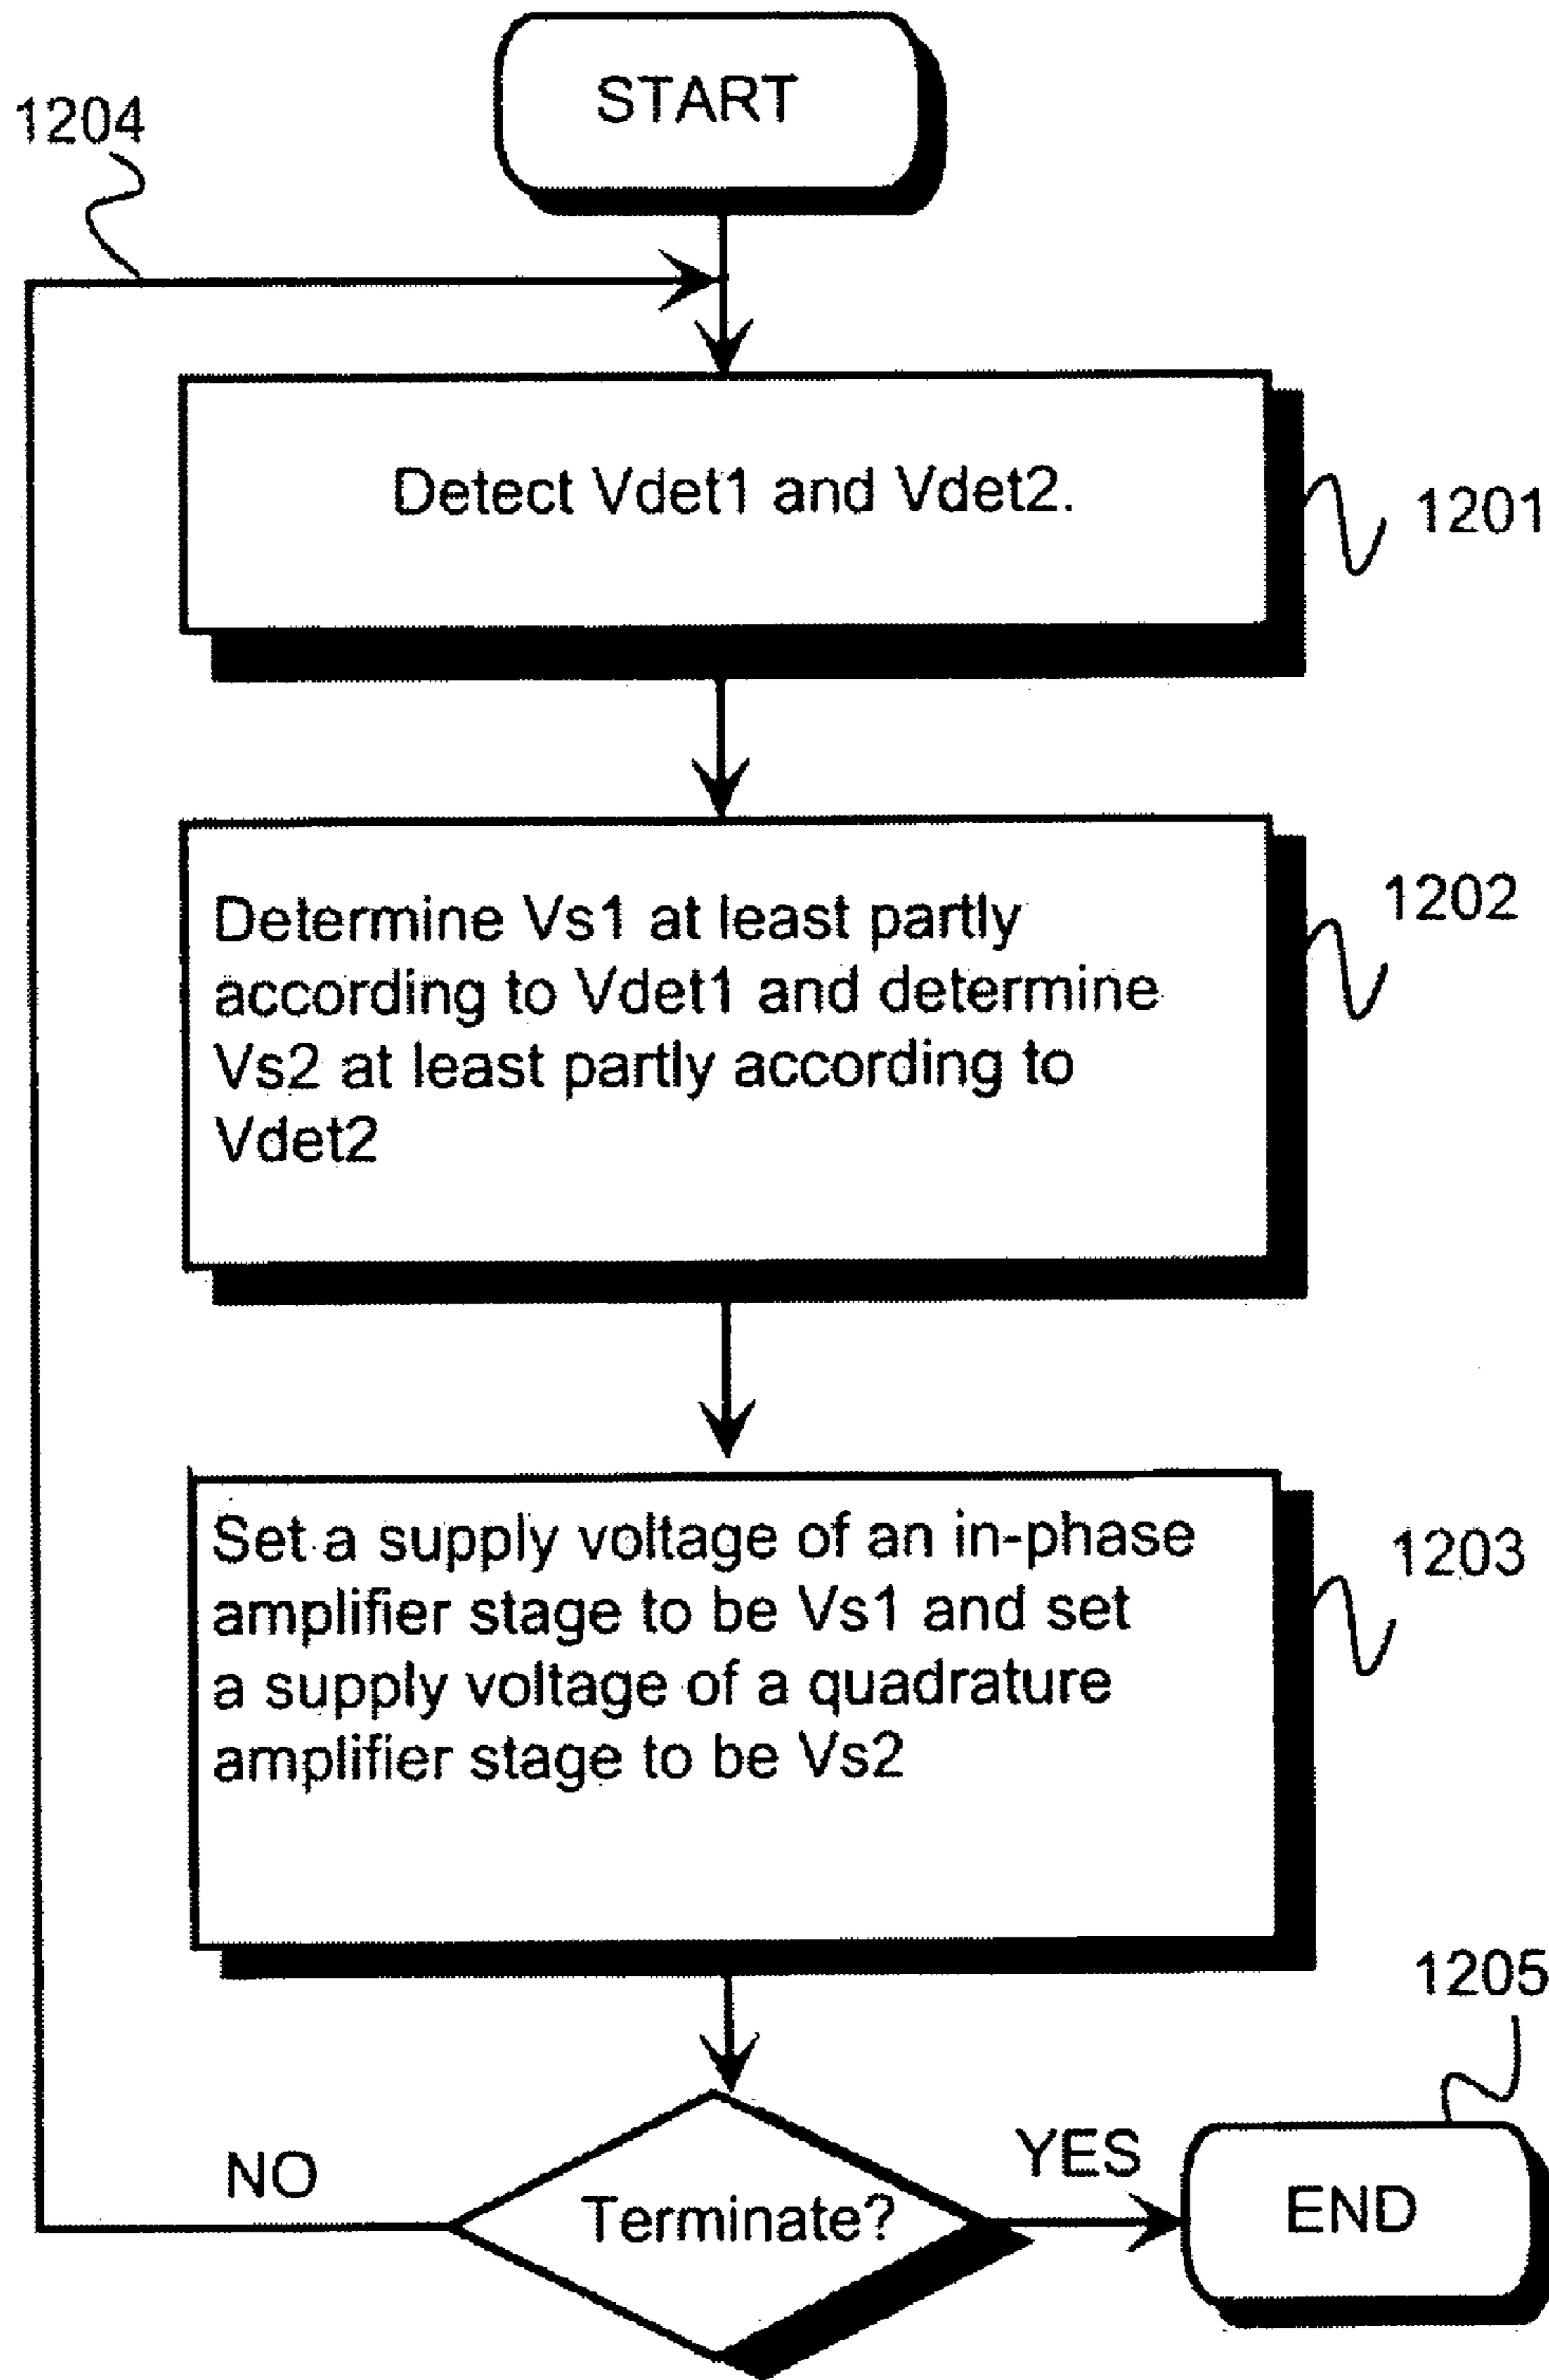 START
1204
Detect Vdet1 and Vdet2.
1201
Determine Vs1 at least partly
according to Vdet1 and determine
Vs2 at least partly according to
Vdet2
1202
Set a supply voltage of an in-phase
amplifier stage to be Vs1 and set
a supply voltage of a quadrature
amplifier stage to be Vs2
1203
1205
NO
Terminate?
YES
END